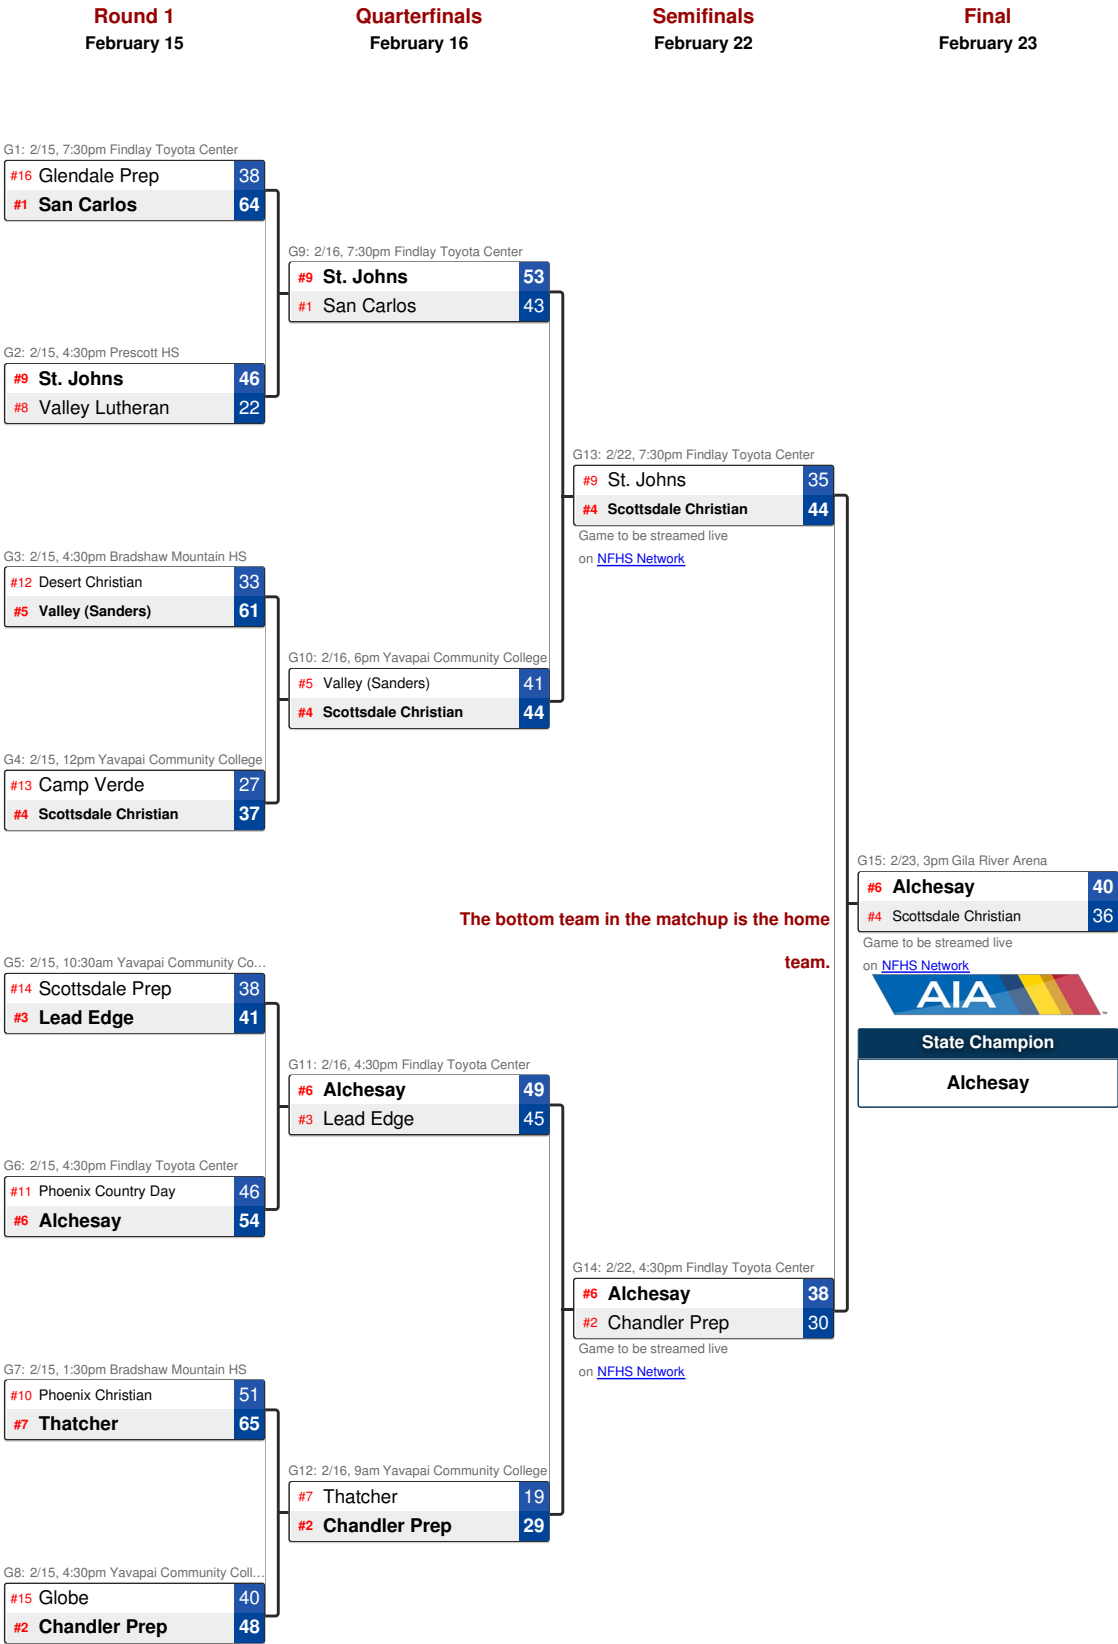 Round 1
February 15
Quarterfinals
February 16
Semifinals
February 22
Final
February 23
G1: 2/15, 7:30pm Findlay Toyota Center
#16 Glendale Prep 38
#1 San Carlos 64
G2: 2/15, 4:30pm Prescott HS
#9 St. Johns 46
#8 Valley Lutheran 22
G3: 2/15, 4:30pm Bradshaw Mountain HS
#12 Desert Christian 33
#5 Valley (Sanders) 61
G4: 2/15, 12pm Yavapai Community College
#13 Camp Verde 27
#4 Scottsdale Christian 37
G5: 2/15, 10:30am Yavapai Community Co...
#14 Scottsdale Prep 38
#3 Lead Edge 41
G6: 2/15, 4:30pm Findlay Toyota Center
#11 Phoenix Country Day 46
#6 Alchesay 54
G7: 2/15, 1:30pm Bradshaw Mountain HS
#10 Phoenix Christian 51
#7 Thatcher 65
G8: 2/15, 4:30pm Yavapai Community Coll...
#15 Globe 40
#2 Chandler Prep 48
G9: 2/16, 7:30pm Findlay Toyota Center
#9 St. Johns 53
#1 San Carlos 43
G10: 2/16, 6pm Yavapai Community College
#5 Valley (Sanders) 41
#4 Scottsdale Christian 44
G11: 2/16, 4:30pm Findlay Toyota Center
#6 Alchesay 49
#3 Lead Edge 45
G12: 2/16, 9am Yavapai Community College
#7 Thatcher 19
#2 Chandler Prep 29
G13: 2/22, 7:30pm Findlay Toyota Center
#9 St. Johns 35
#4 Scottsdale Christian 44
Game to be streamed live
on NFHS Network
The bottom team in the matchup is the home
team.
G14: 2/22, 4:30pm Findlay Toyota Center
#6 Alchesay 38
#2 Chandler Prep 30
Game to be streamed live
on NFHS Network
G15: 2/23, 3pm Gila River Arena
#6 Alchesay 40
#4 Scottsdale Christian 36
Game to be streamed live
on NFHS Network
AIA
State Champion
Alchesay